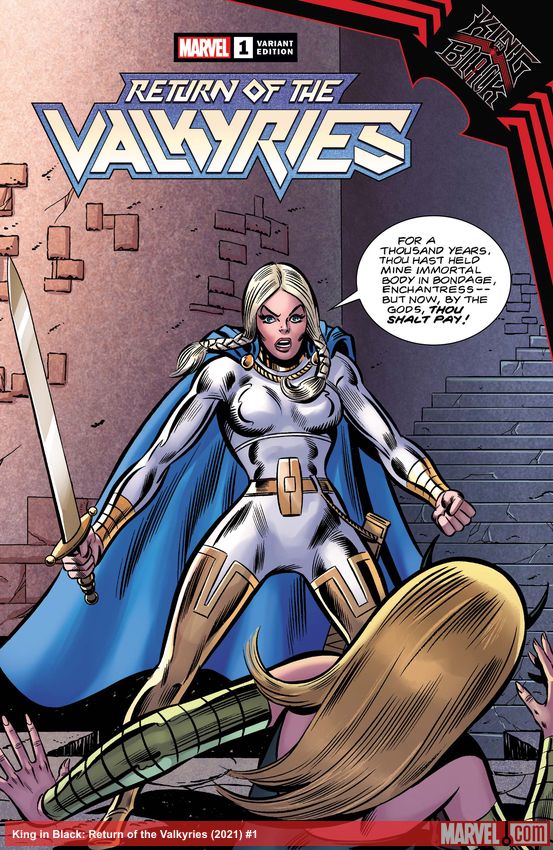 MARVEL 1 VARIANT EDITION
KING
IN
BLACK
RETURN OF THE
VALKYRIES
FOR A
THOUSAND YEARS,
THOU HAST HELD
MINE IMMORTAL
BODY IN BONDAGE,
ENCHANTRESS--
BUT NOW, BY THE
GODS, THOU
SHALT PAY!
King in Black: Return of the Valkyries (2021) #1
MARVEL.com